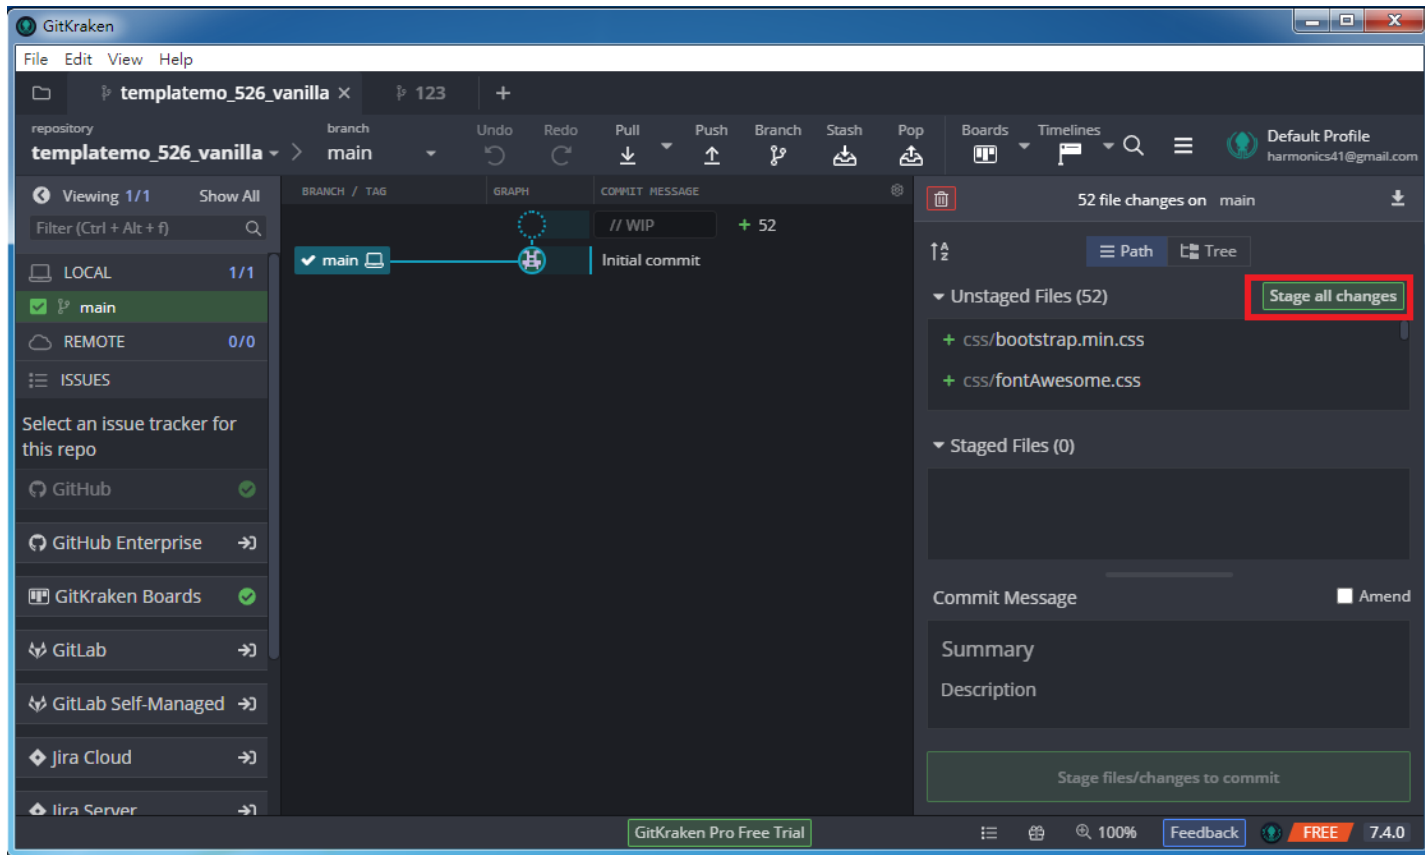 GitKraken
File Edit View Help
templatemo_526_vanilla × 123 +
repository branch Undo Redo Pull Push Branch Stash Pop Boards Timelines Default Profile
templatemo_526_vanilla main harmonics41@gmail.com
Viewing 1/1 Show All
Filter (Ctrl + Alt + f)
LOCAL 1/1
main
REMOTE 0/0
ISSUES
Select an issue tracker for
this repo
GitHub
GitHub Enterprise
GitKraken Boards
GitLab
GitLab Self-Managed
Jira Cloud
Jira Server
BRANCH / TAG GRAPH COMMIT MESSAGE
// WIP + 52
main Initial commit
52 file changes on main
Path Tree
Unstaged Files (52) Stage all changes
+ css/bootstrap.min.css
+ css/fontAwesome.css
Staged Files (0)
Commit Message Amend
Summary
Description
Stage files/changes to commit
GitKraken Pro Free Trial 100% Feedback FREE 7.4.0